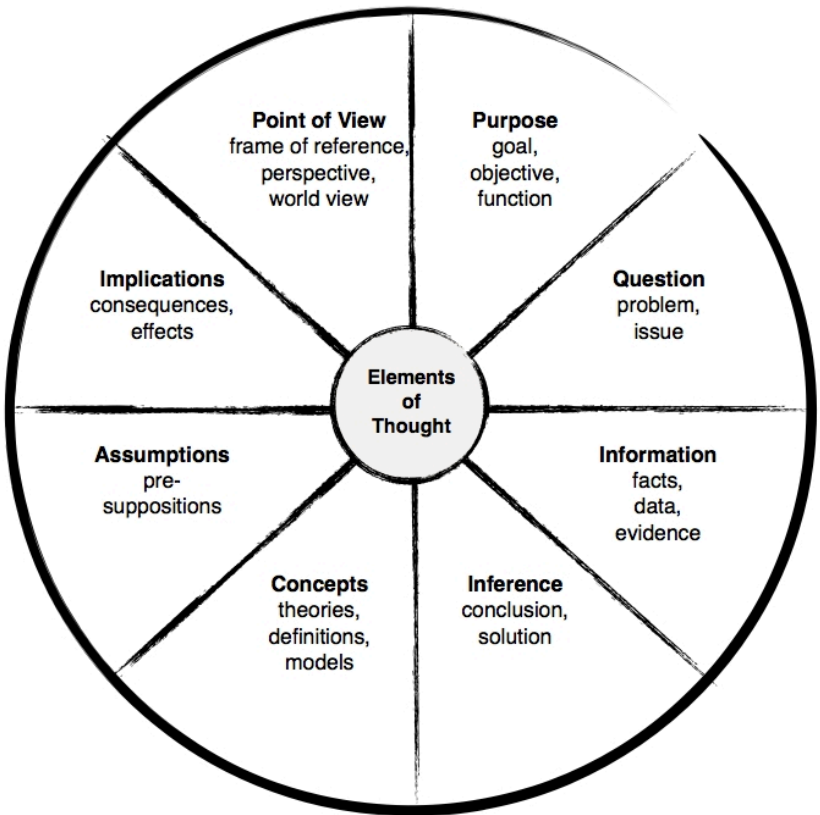 Point of View
frame of reference,
perspective,
world view
Purpose
goal,
objective,
function
Question
problem,
issue
Information
facts,
data,
evidence
Inference
conclusion,
solution
Concepts
theories,
definitions,
models
Assumptions
pre-
suppositions
Implications
consequences,
effects
Elements
of
Thought